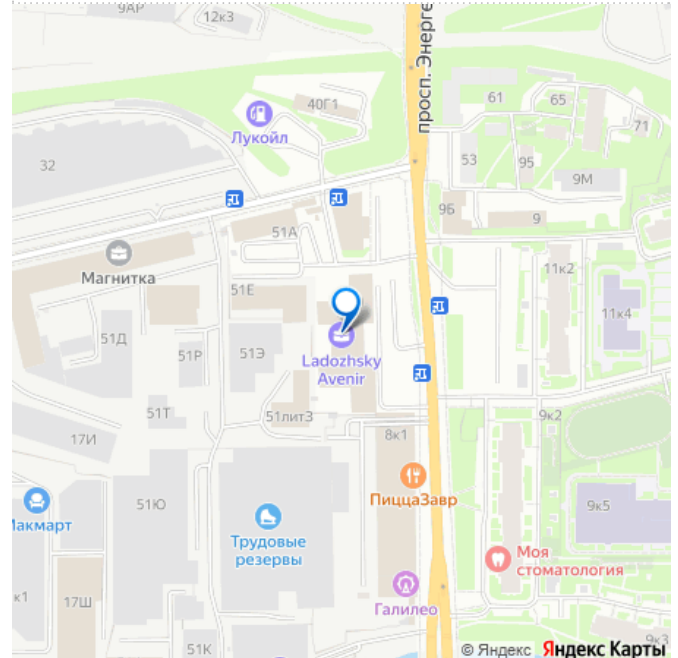 9АР
12к3
просп. Энерге
40Г1
Лукойл
61
65
71
32
53
95
9М
9Б
9
51А
Магнитка
11к2
51Е
11к4
51Д
51Р
51Э
Ladozhsky
Avenir
51Т
51лит3
9к2
17И
8к1
ПиццаЗавр
Макмарт
51Ю
9к5
Трудовые
резервы
Моя
стоматология
к1
17Ш
Галилео
51К
9к3
© Яндекс Яндекс Карты